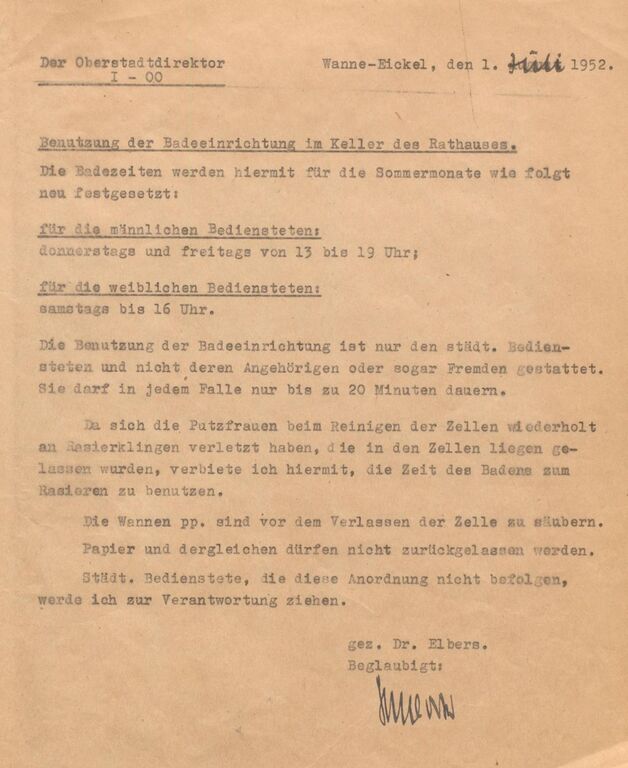 Der Oberstadtdirektor
I - 00
Wanne-Eickel, den 1. Juli 1952.
Benutzung der Badeeinrichtung im Keller des Rathauses.
Die Badezeiten werden hiermit für die Sommermonate wie folgt
neu festgesetzt:
für die männlichen Bediensteten:
donnerstags und freitags von 13 bis 19 Uhr;
für die weiblichen Bediensteten:
samstags bis 16 Uhr.
Die Benutzung der Badeeinrichtung ist nur den städt. Bedien-
steten und nicht deren Angehörigen oder sogar Fremden gestattet.
Sie darf in jedem Falle nur bis zu 20 Minuten dauern.
Da sich die Putzfrauen beim Reinigen der Zellen wiederholt
an Rasierklingen verletzt haben, die in den Zellen liegen ge-
lassen wurden, verbiete ich hiermit, die Zeit des Badens zum
Rasieren zu benutzen.
Die Wannen pp. sind vor dem Verlassen der Zelle zu säubern.
Papier und dergleichen dürfen nicht zurückgelassen werden.
Städt. Bedienstete, die diese Anordnung nicht befolgen,
werde ich zur Verantwortung ziehen.
gez. Dr. Elbers.
Beglaubigt: